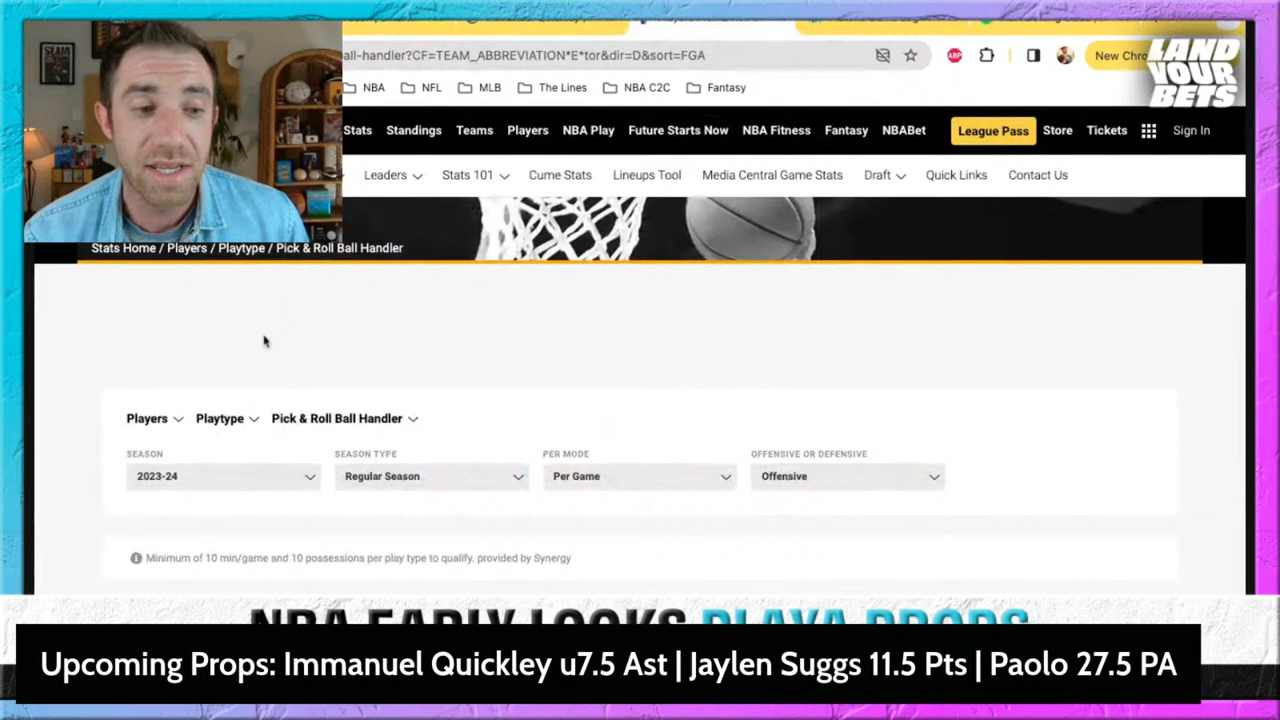 all-handler?CF=TEAM_ABBREVIATION*E*tor&dir=D&sort=FGA
ABP
New Chro
LAND
YOUR
BETS
NBA
NFL
MLB
The Lines
NBA C2C
Fantasy
Stats Standings Teams Players NBA Play Future Starts Now NBA Fitness Fantasy NBABet League Pass Store Tickets Sign In
Leaders Stats 101 Cume Stats Lineups Tool Media Central Game Stats Draft Quick Links Contact Us
Stats Home / Players / Playtype / Pick & Roll Ball Handler
Players Playtype Pick & Roll Ball Handler
SEASON SEASON TYPE PER MODE OFFENSIVE OR DEFENSIVE
2023-24 Regular Season Per Game Offensive
Minimum of 10 min/game and 10 possessions per play type to qualify. provided by Synergy
NBA EARLY LOOKS PLAYA PROPS
Upcoming Props: Immanuel Quickley u7.5 Ast | Jaylen Suggs 11.5 Pts | Paolo 27.5 PA